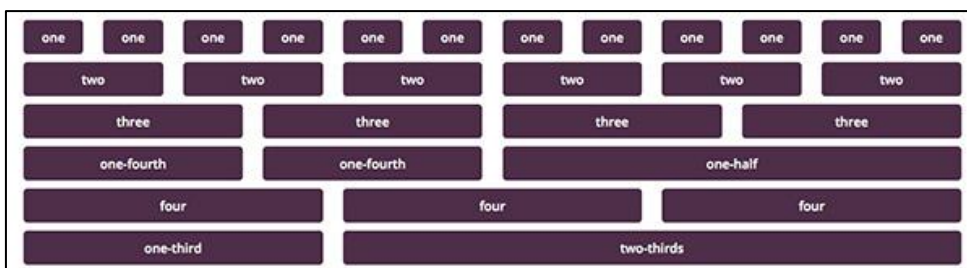 one one one one one one one one one one one one
two two two two two two
three three three three
one-fourth one-fourth one-half
four four four
one-third two-thirds